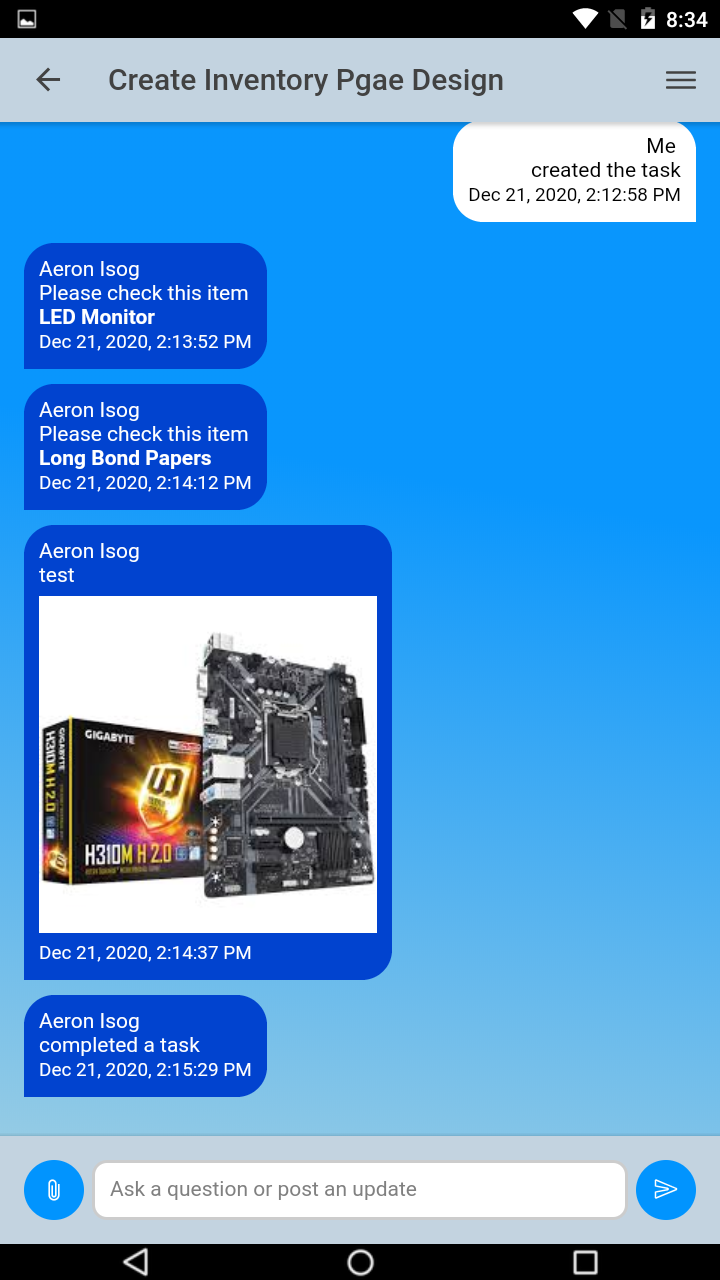 8:34
Create Inventory Pgae Design
Me
created the task
Dec 21, 2020, 2:12:58 PM
Aeron Isog
Please check this item
LED Monitor
Dec 21, 2020, 2:13:52 PM
Aeron Isog
Please check this item
Long Bond Papers
Dec 21, 2020, 2:14:12 PM
Aeron Isog
test
GIGABYTE
GIGABYTE
H310M H 2.0
H310M H 2.0
Dec 21, 2020, 2:14:37 PM
Aeron Isog
completed a task
Dec 21, 2020, 2:15:29 PM
Ask a question or post an update